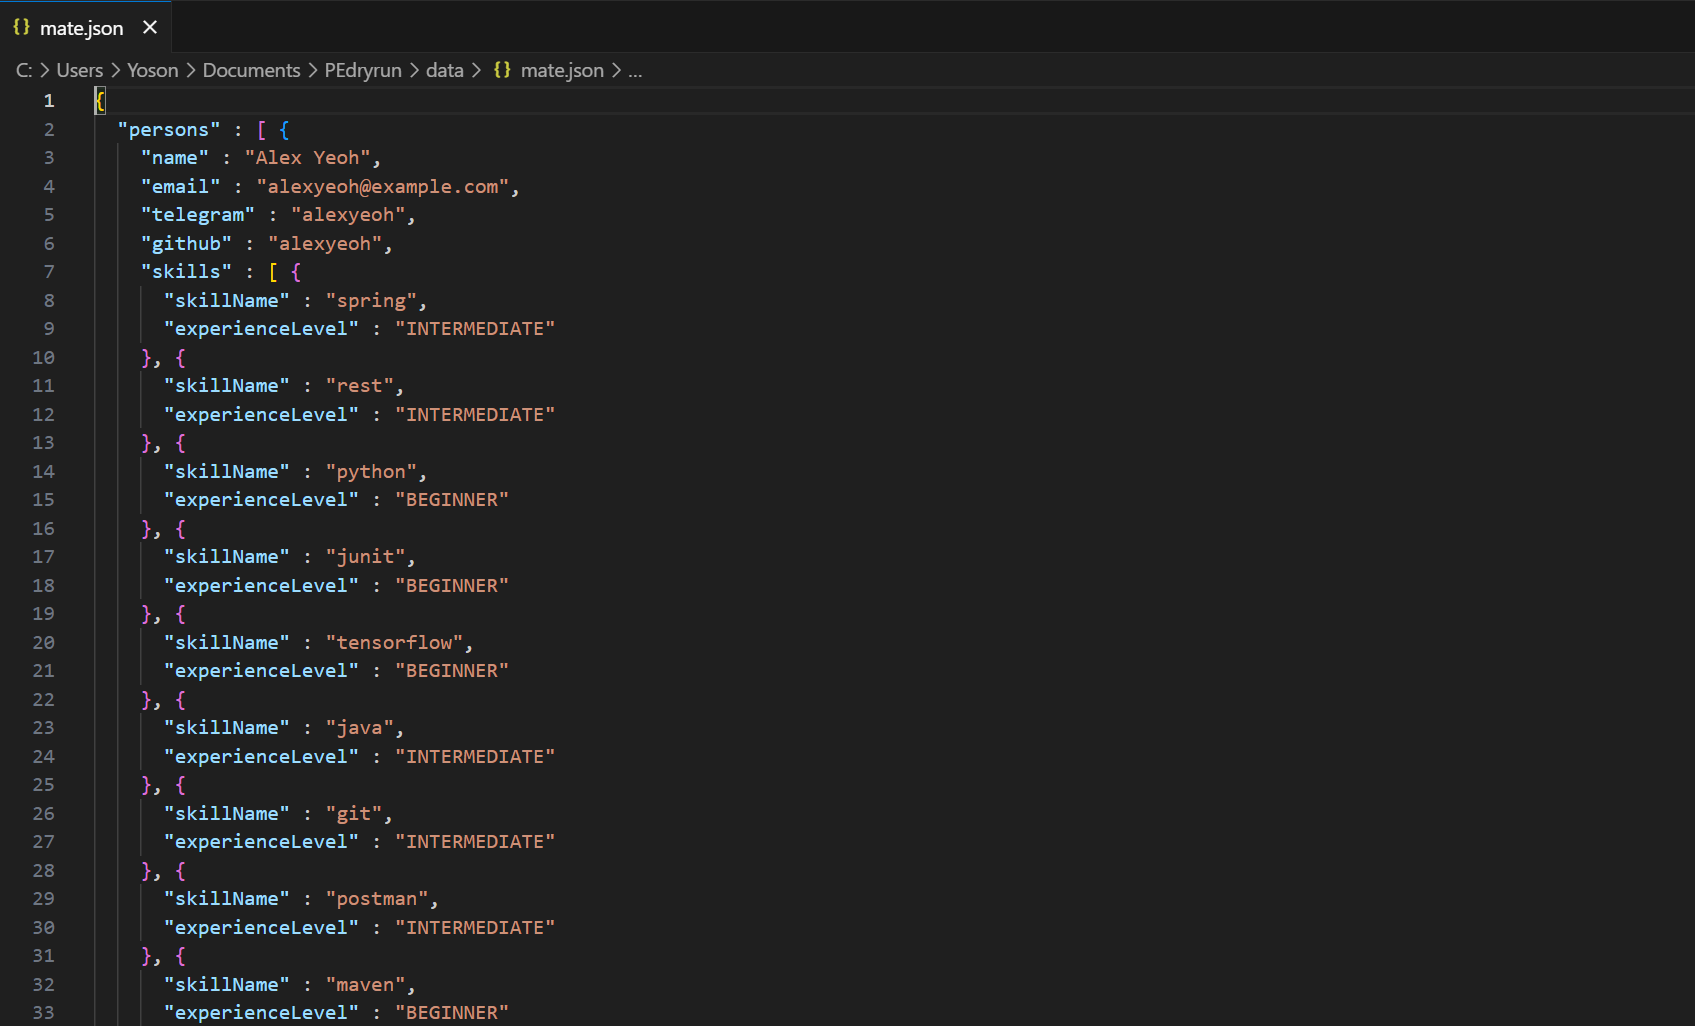 {} mate.json ×
C: > Users > Yoson > Documents > PEdryrun > data > {} mate.json > ...
1 {
2 "persons" : [ {
3 "name" : "Alex Yeoh",
4 "email" : "alexyeoh@example.com",
5 "telegram" : "alexyeoh",
6 "github" : "alexyeoh",
7 "skills" : [ {
8 "skillName" : "spring",
9 "experienceLevel" : "INTERMEDIATE"
10 }, {
11 "skillName" : "rest",
12 "experienceLevel" : "INTERMEDIATE"
13 }, {
14 "skillName" : "python",
15 "experienceLevel" : "BEGINNER"
16 }, {
17 "skillName" : "junit",
18 "experienceLevel" : "BEGINNER"
19 }, {
20 "skillName" : "tensorflow",
21 "experienceLevel" : "BEGINNER"
22 }, {
23 "skillName" : "java",
24 "experienceLevel" : "INTERMEDIATE"
25 }, {
26 "skillName" : "git",
27 "experienceLevel" : "INTERMEDIATE"
28 }, {
29 "skillName" : "postman",
30 "experienceLevel" : "INTERMEDIATE"
31 }, {
32 "skillName" : "maven",
33 "experienceLevel" : "BEGINNER"